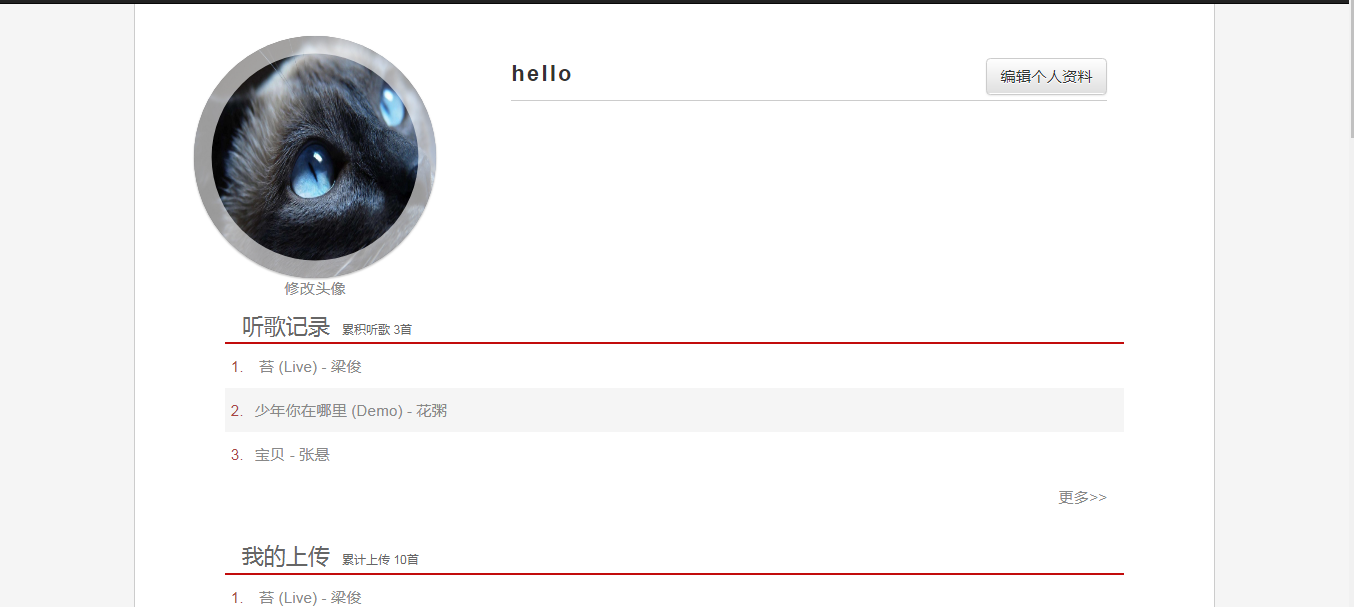 hello
编辑个人资料
修改头像
听歌记录 累积听歌 3首
1. 苔 (Live) - 梁俊
2. 少年你在哪里 (Demo) - 花粥
3. 宝贝 - 张悬
更多>>
我的上传 累计上传 10首
1. 苔 (Live) - 梁俊